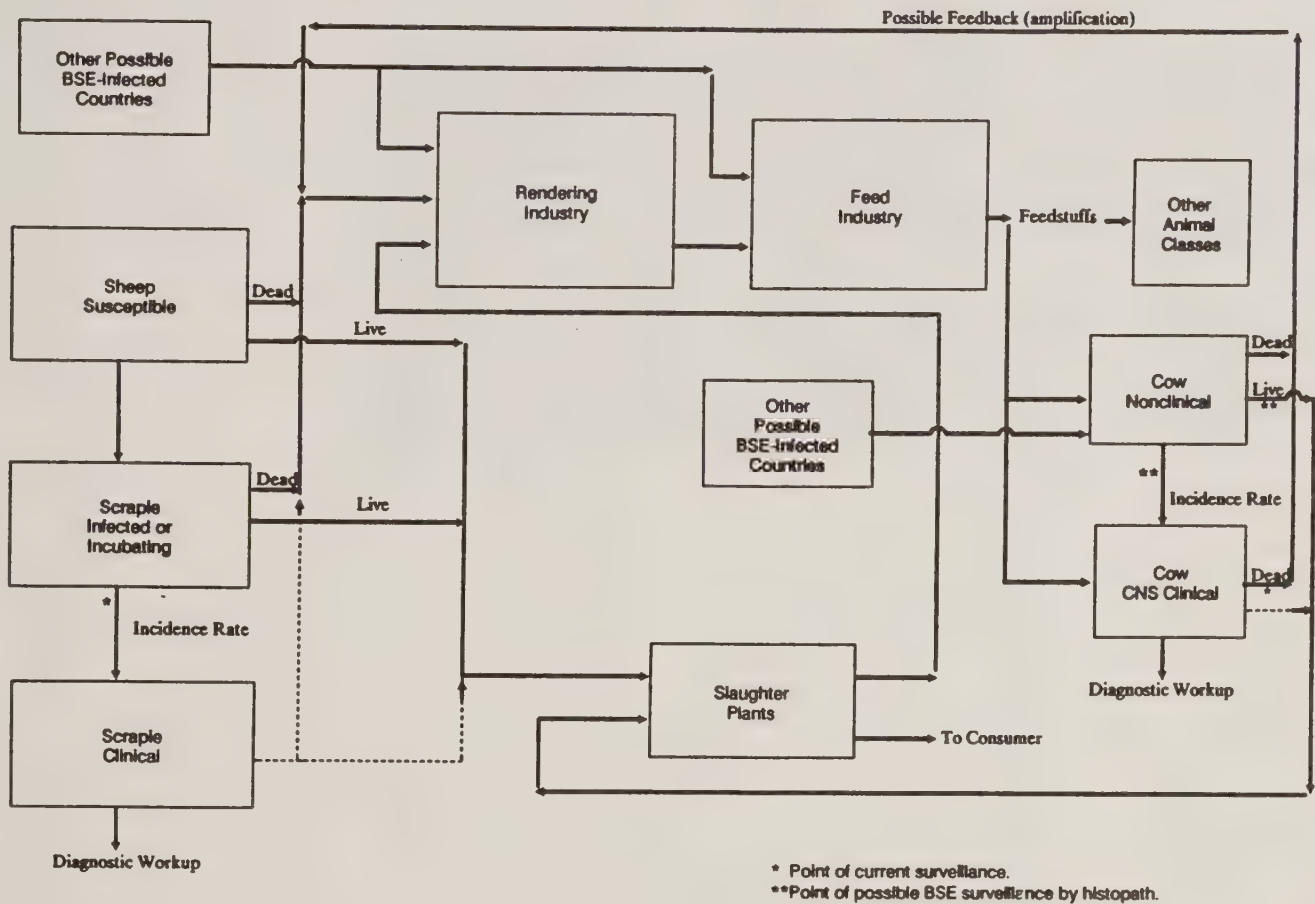 Possible Feedback (amplification)
Other Possible
BSE-Infected
Countries
Rendering
Industry
Feed
Industry
Feedstuffs
Other
Animal
Classes
Sheep
Susceptible
Dead
Live
Dead
Cow
Nonclinical
Live
**
Other
Possible
BSE-Infected
Countries
**
Incidence Rate
Scrapie
Infected or
Incubating
Dead
Live
Cow
CNS Clinical
Dead
*
*
Incidence Rate
Diagnostic Workup
Scrapie
Clinical
Slaughter
Plants
To Consumer
Diagnostic Workup
* Point of current surveillance.
**Point of possible BSE surveillance by histopath.